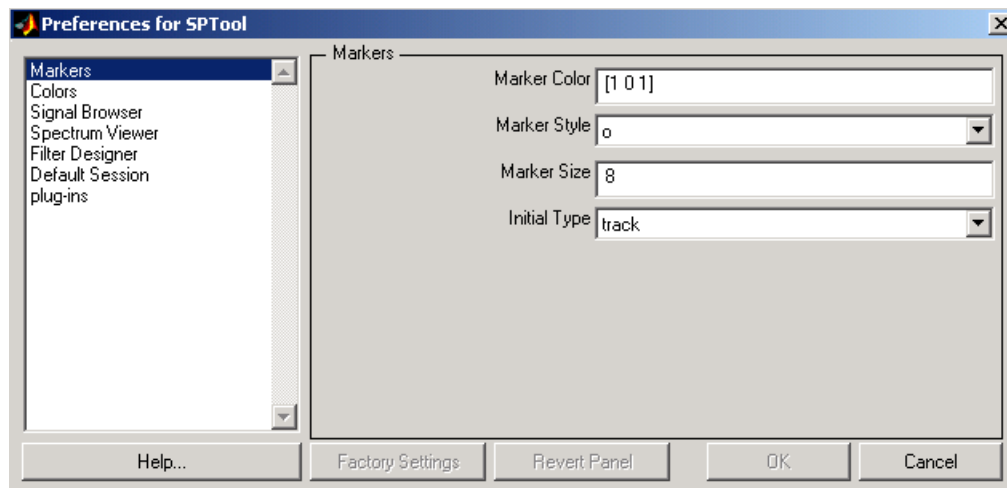 Preferences for SPTool
Markers
Colors
Signal Browser
Spectrum Viewer
Filter Designer
Default Session
plug-ins
Markers
Marker Color [1 0 1]
Marker Style o
Marker Size 8
Initial Type track
Help... Factory Settings Revert Panel OK Cancel